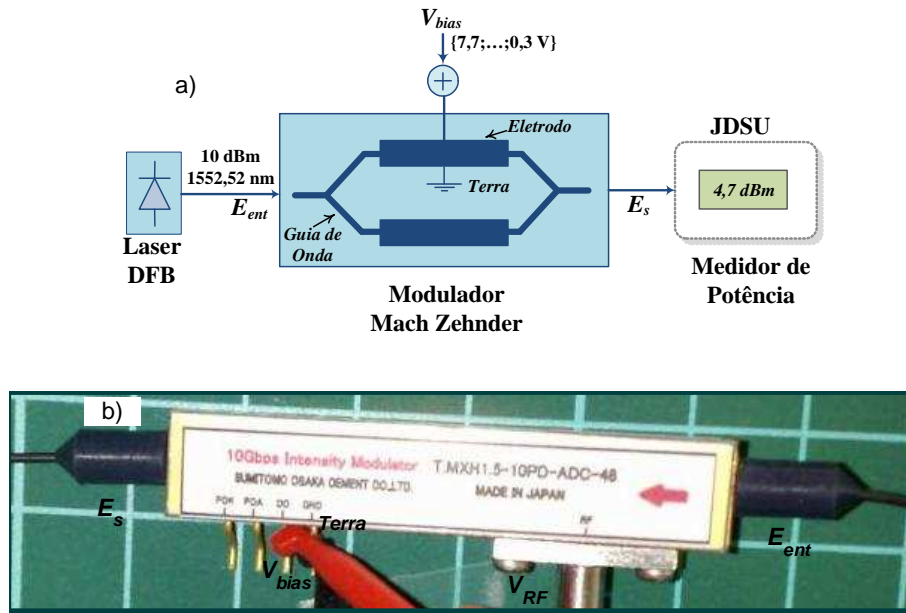 V_bias
{7,7;...;0,3 V}
a)
Eletrodo
JDSU
10 dBm
1552,52 nm
4,7 dBm
Terra
E_ent
E_s
Guia de
Onda
Laser
DFB
Medidor de
Potência
Modulador
Mach Zehnder
b)
10Gbps Intensity Modulator T.MXH1.5-10PD-ADC-48
SUMITOMO OSAKA CEMENT CO.,LTD.
MADE IN JAPAN
PDK PDA DC GND
RF
E_s
Terra
E_ent
V_bias
V_RF